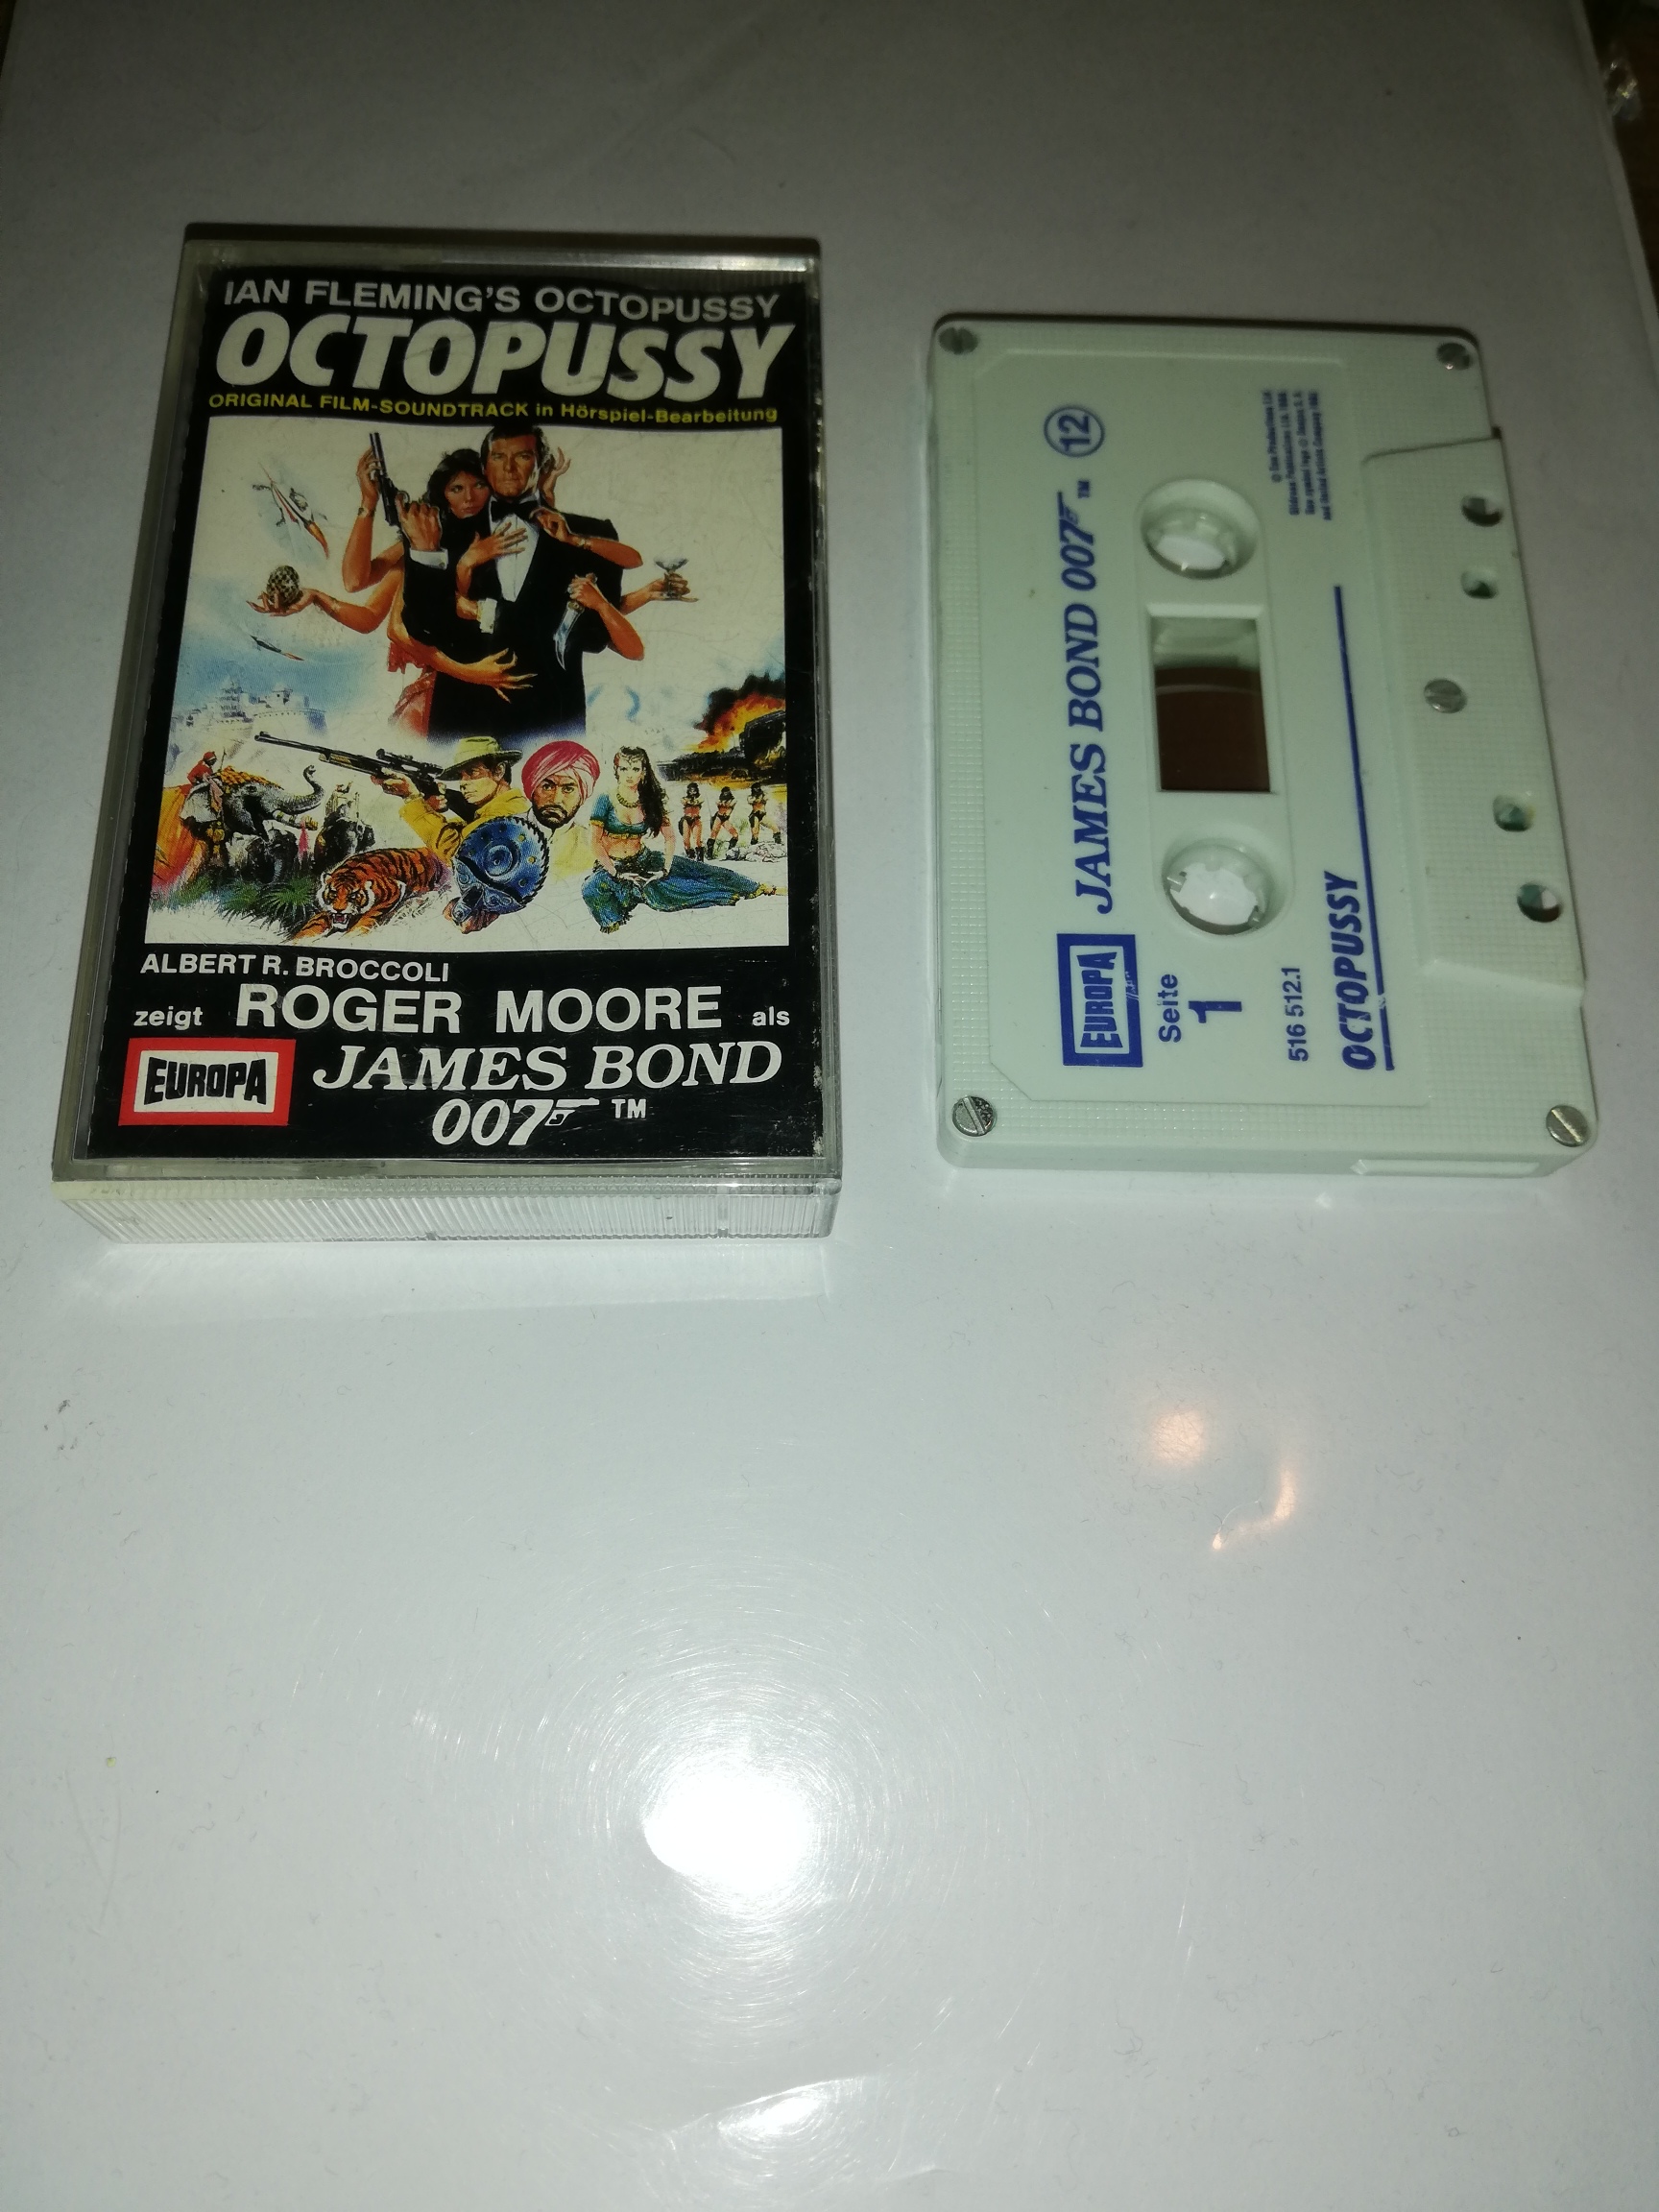 IAN FLEMING'S OCTOPUSSY
OCTOPUSSY
ORIGINAL FILM-SOUNDTRACK in Hörspiel-Bearbeitung
ALBERT R. BROCCOLI
zeigt ROGER MOORE als
EUROPA
JAMES BOND
007 TM
EUROPA
JAMES BOND 007 TM 12
Seite
1
516 512.1
OCTOPUSSY